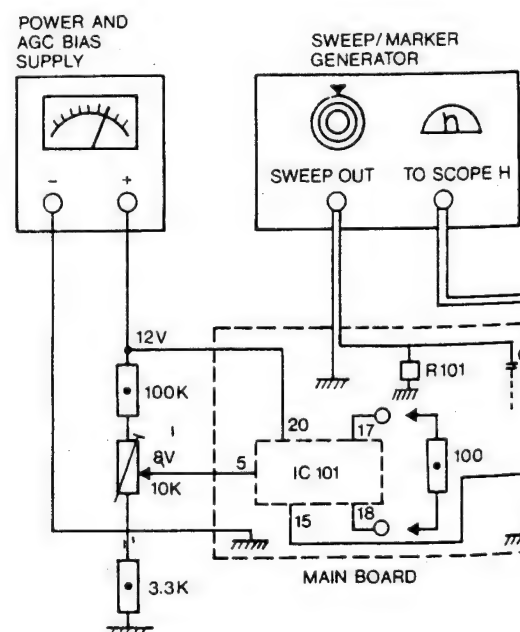 POWER AND
AGC BIAS
SUPPLY
SWEEP/MARKER
GENERATOR
SWEEP OUT
TO SCOPE H
-
+
12V
100K
R101
20
17
8V
5
IC 101
100
10K
15
18
3.3K
MAIN BOARD